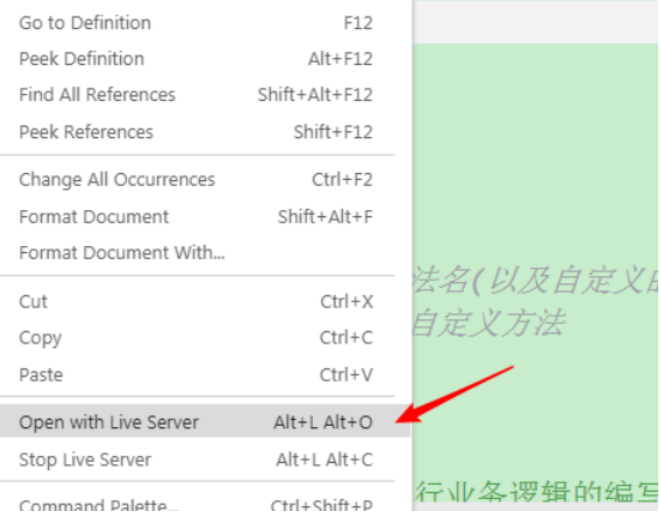 Go to Definition F12
Peek Definition Alt+F12
Find All References Shift+Alt+F12
Peek References Shift+F12
Change All Occurrences Ctrl+F2
Format Document Shift+Alt+F
Format Document With...
法名(以及自定义
Cut Ctrl+X
自定义方法
Copy Ctrl+C
Paste Ctrl+V
Open with Live Server Alt+L Alt+O
Stop Live Server Alt+L Alt+C
行业务逻辑的编写
Command Palette... Ctrl+Shift+P